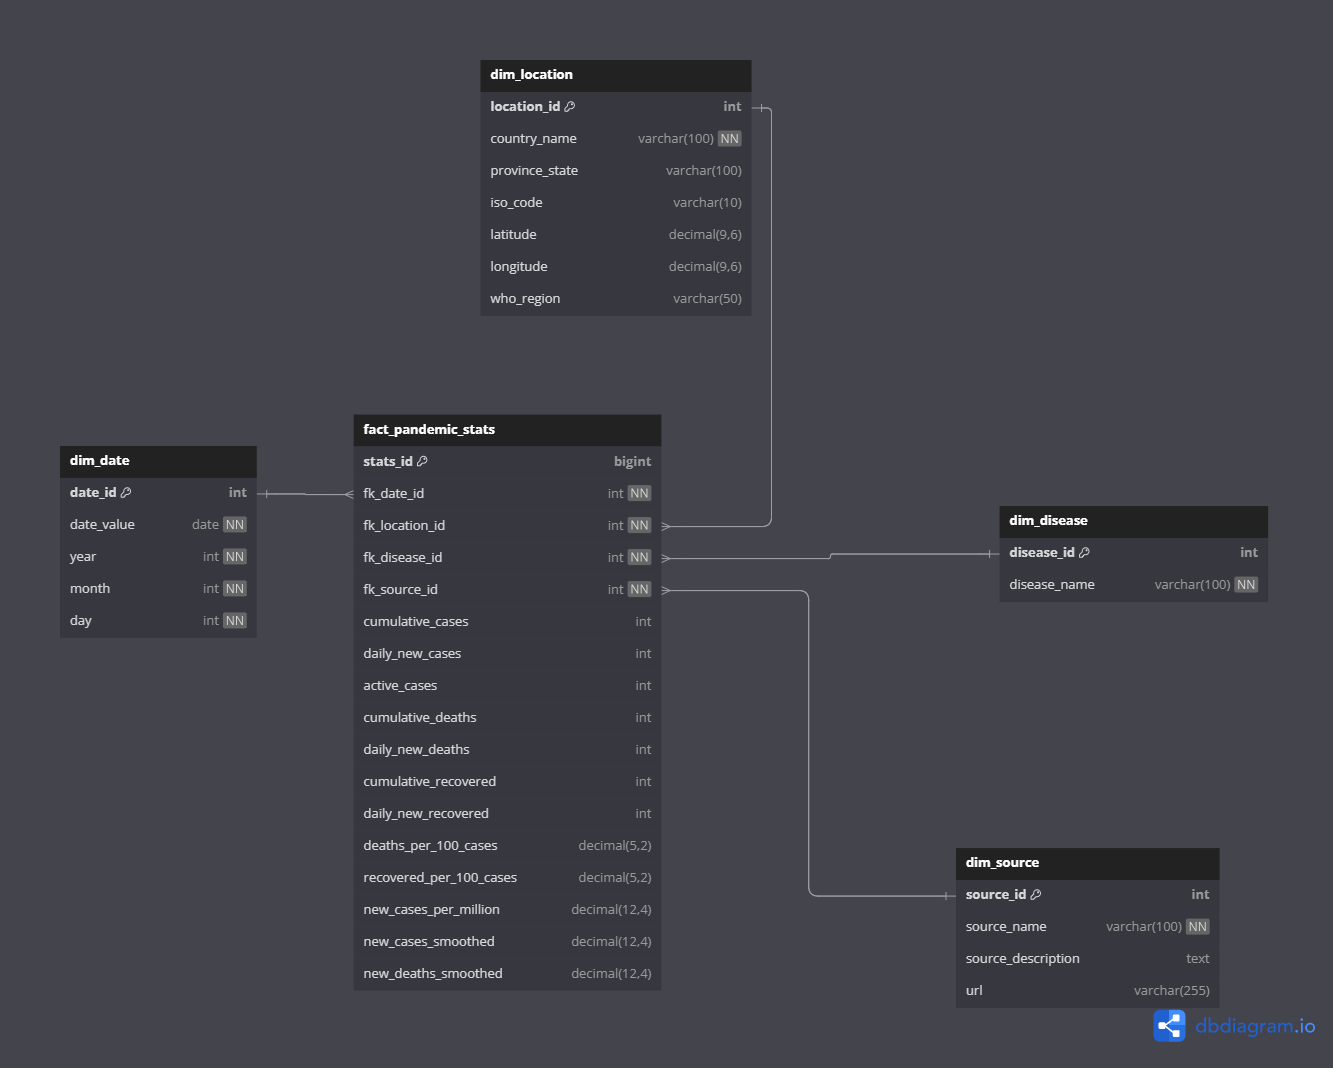 dim_location
location_id int
country_name varchar(100) NN
province_state varchar(100)
iso_code varchar(10)
latitude decimal(9,6)
longitude decimal(9,6)
who_region varchar(50)
dim_date
date_id int
date_value date NN
year int NN
month int NN
day int NN
fact_pandemic_stats
stats_id bigint
fk_date_id int NN
fk_location_id int NN
fk_disease_id int NN
fk_source_id int NN
cumulative_cases int
daily_new_cases int
active_cases int
cumulative_deaths int
daily_new_deaths int
cumulative_recovered int
daily_new_recovered int
deaths_per_100_cases decimal(5,2)
recovered_per_100_cases decimal(5,2)
new_cases_per_million decimal(12,4)
new_cases_smoothed decimal(12,4)
new_deaths_smoothed decimal(12,4)
dim_disease
disease_id int
disease_name varchar(100) NN
dim_source
source_id int
source_name varchar(100) NN
source_description text
url varchar(255)
dbdiagram.io